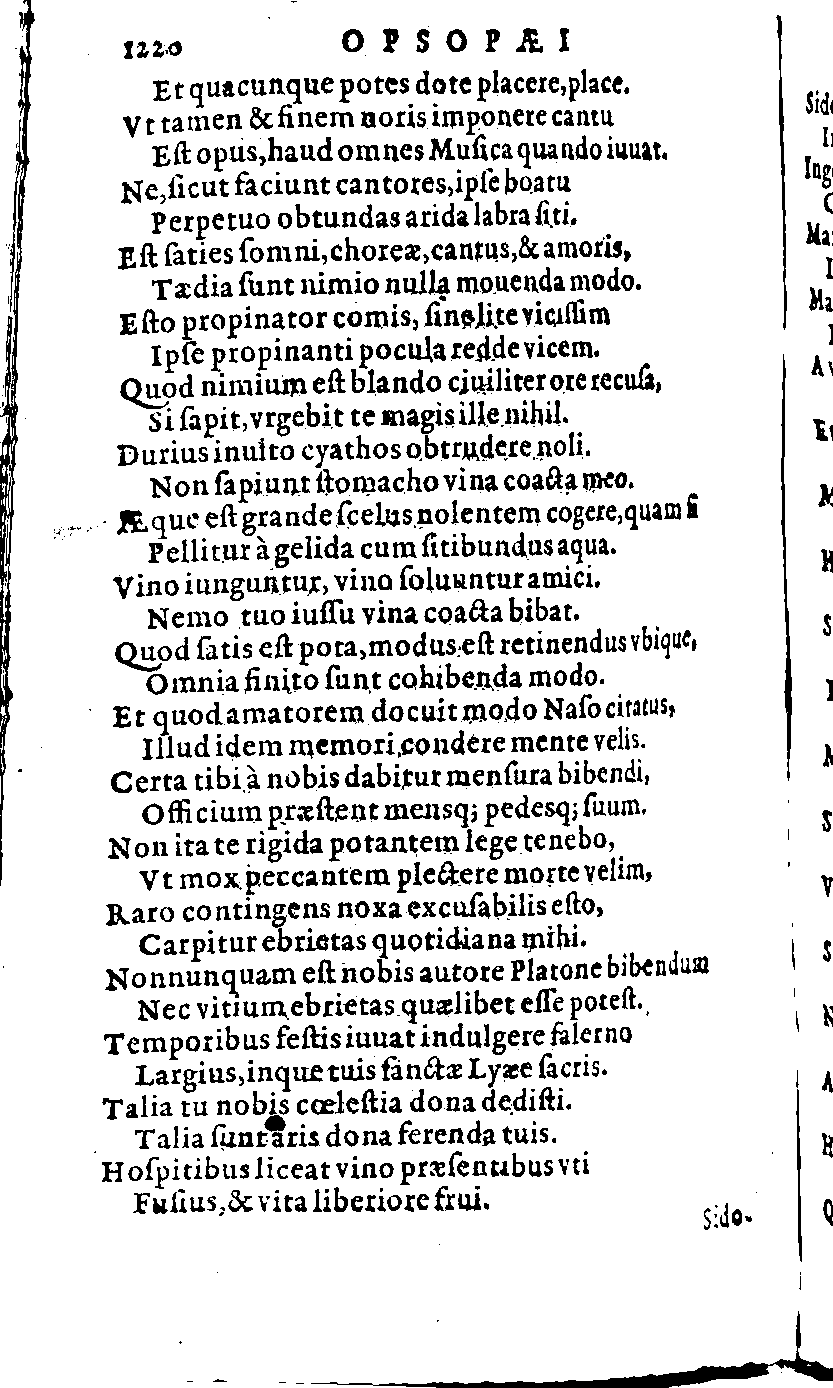 1220 OPSOPÆI
Et quacunque potes dote placere, place.
Vt tamen & finem noris imponere cantu
Eſt opus, haud omnes Muſica quando iuuat.
Ne, ſicut faciunt cantores, ipſe boatu
Perpetuo obtundas arida labra ſiti.
Eſt ſaties ſomni, choreæ, cantus, & amoris,
Tædia ſunt nimio nulla mouenda modo.
Eſto propinator comis, ſine lite viciſſim
Ipſe propinanti pocula redde vicem.
Quod nimium eſt blando ciuiliter ore recuſa,
Si ſapit, vrgebit te magis ille nihil.
Durius inuito cyathos obtrudere noli.
Non ſapiunt ſtomacho vina coacta meo.
Æque eſt grande ſcelus nolentem cogere, quam ſi
Pellitur à gelida cum ſitibundus aqua.
Vino iunguntur, vino ſoluuntur amici.
Nemo tuo iuſſu vina coacta bibat.
Quod ſatis eſt pota, modus eſt retinendus vbique,
Omnia finito ſunt cohibenda modo.
Et quod amatorem docuit modo Naſo citatus,
Illud idem memori condere mente velis.
Certa tibi à nobis dabitur menſura bibendi,
Officium præſtent mensq; pedesq; ſuum.
Non ita te rigida potantem lege tenebo,
Vt mox peccantem plectere morte velim,
Raro contingens noxa excuſabilis eſto,
Carpitur ebrietas quotidiana mihi.
Nonnunquam eſt nobis autore Platone bibendum
Nec vitium ebrietas quælibet eſſe poteſt.
Temporibus feſtis iuuat indulgere falerno
Largius, inque tuis ſanctæ Lyæe ſacris.
Talia tu nobis cœleſtia dona dediſti.
Talia ſunt aris dona ferenda tuis.
Hoſpitibus liceat vino præſentibus vti
Fuſius, & vita liberiore frui.
Sido-